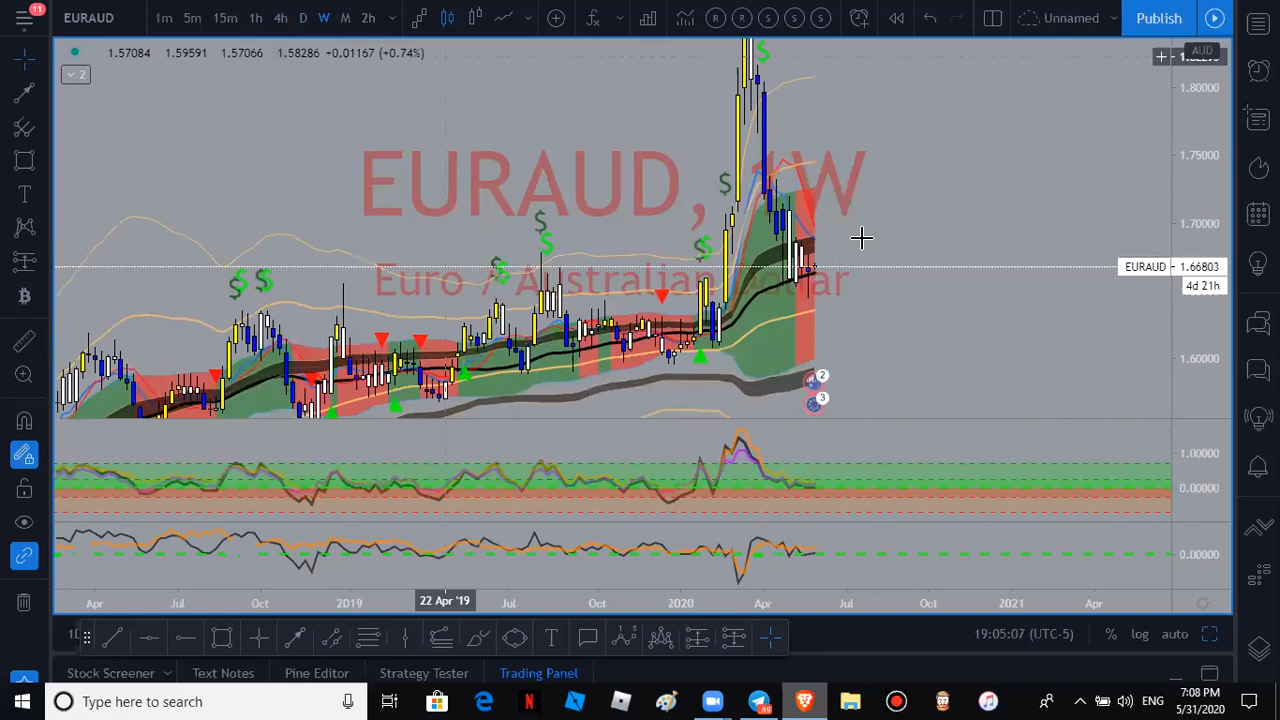 11
EURAUD 1m 5m 15m 1h 4h D W M 2h Unnamed Publish
1.57084 1.59591 1.57066 1.58286 +0.01167 (+0.74%)
AUD
2
1.80000
EURAUD, 1W
1.75000
1.70000
Euro / Australian Dollar
EURAUD 1.66803
4d 21h
1.60000
2
3
1.00000
0.00000
0.00000
Apr Jul Oct 2019 22 Apr '19 Jul Oct 2020 Apr Jul Oct 2021 Apr
19:05:07 (UTC-5) % log auto
Stock Screener Text Notes Pine Editor Strategy Tester Trading Panel
Type here to search
89
ENG
7:08 PM
5/31/2020